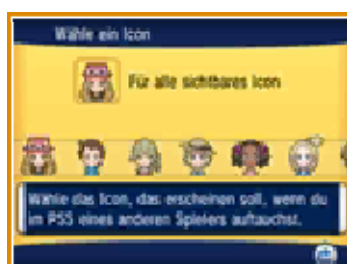 Wähle ein Icon
Für alle sichtbares Icon
Wähle das Icon, das erscheinen soll, wenn du
im PSS eines anderen Spielers auftauchst.